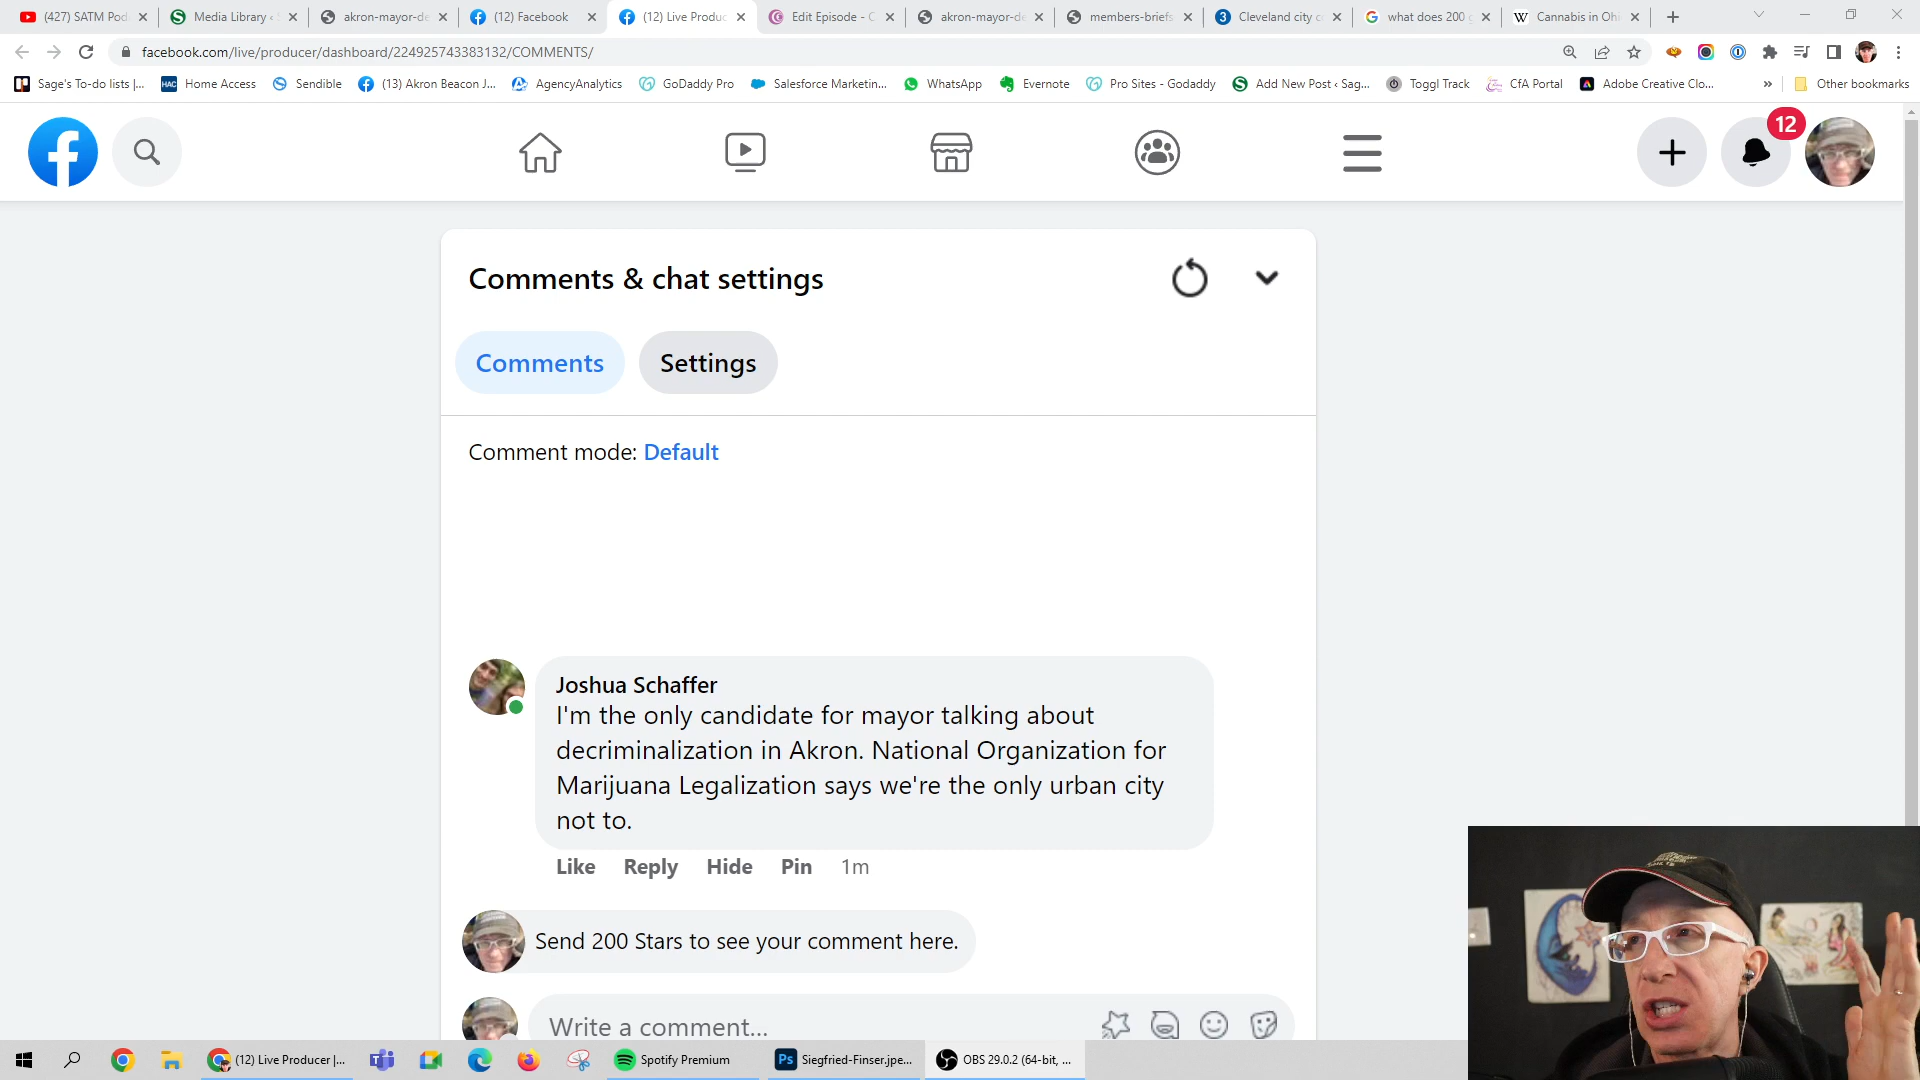 (427) SATM Pod
Media Library ‹
akron-mayor-de
(12) Facebook
(12) Live Produc
Edit Episode - C
akron-mayor-de
members-briefs
Cleveland city c
what does 200 g
Cannabis in Ohi
facebook.com/live/producer/dashboard/224925743383132/COMMENTS/
Sage's To-do lists |...
HAC
Home Access
Sendible
(13) Akron Beacon J...
AgencyAnalytics
GoDaddy Pro
Salesforce Marketin...
WhatsApp
Evernote
Pro Sites - Godaddy
Add New Post ‹ Sag...
Toggl Track
CfA Portal
Adobe Creative Clo...
»
Other bookmarks
12
Comments & chat settings
Comments
Settings
Comment mode: Default
Joshua Schaffer
I'm the only candidate for mayor talking about
decriminalization in Akron. National Organization for
Marijuana Legalization says we're the only urban city
not to.
Like Reply Hide Pin 1m
Send 200 Stars to see your comment here.
Write a comment...
(12) Live Producer |...
Spotify Premium
Ps
Siegfried-Finser.jpe...
OBS 29.0.2 (64-bit, ...